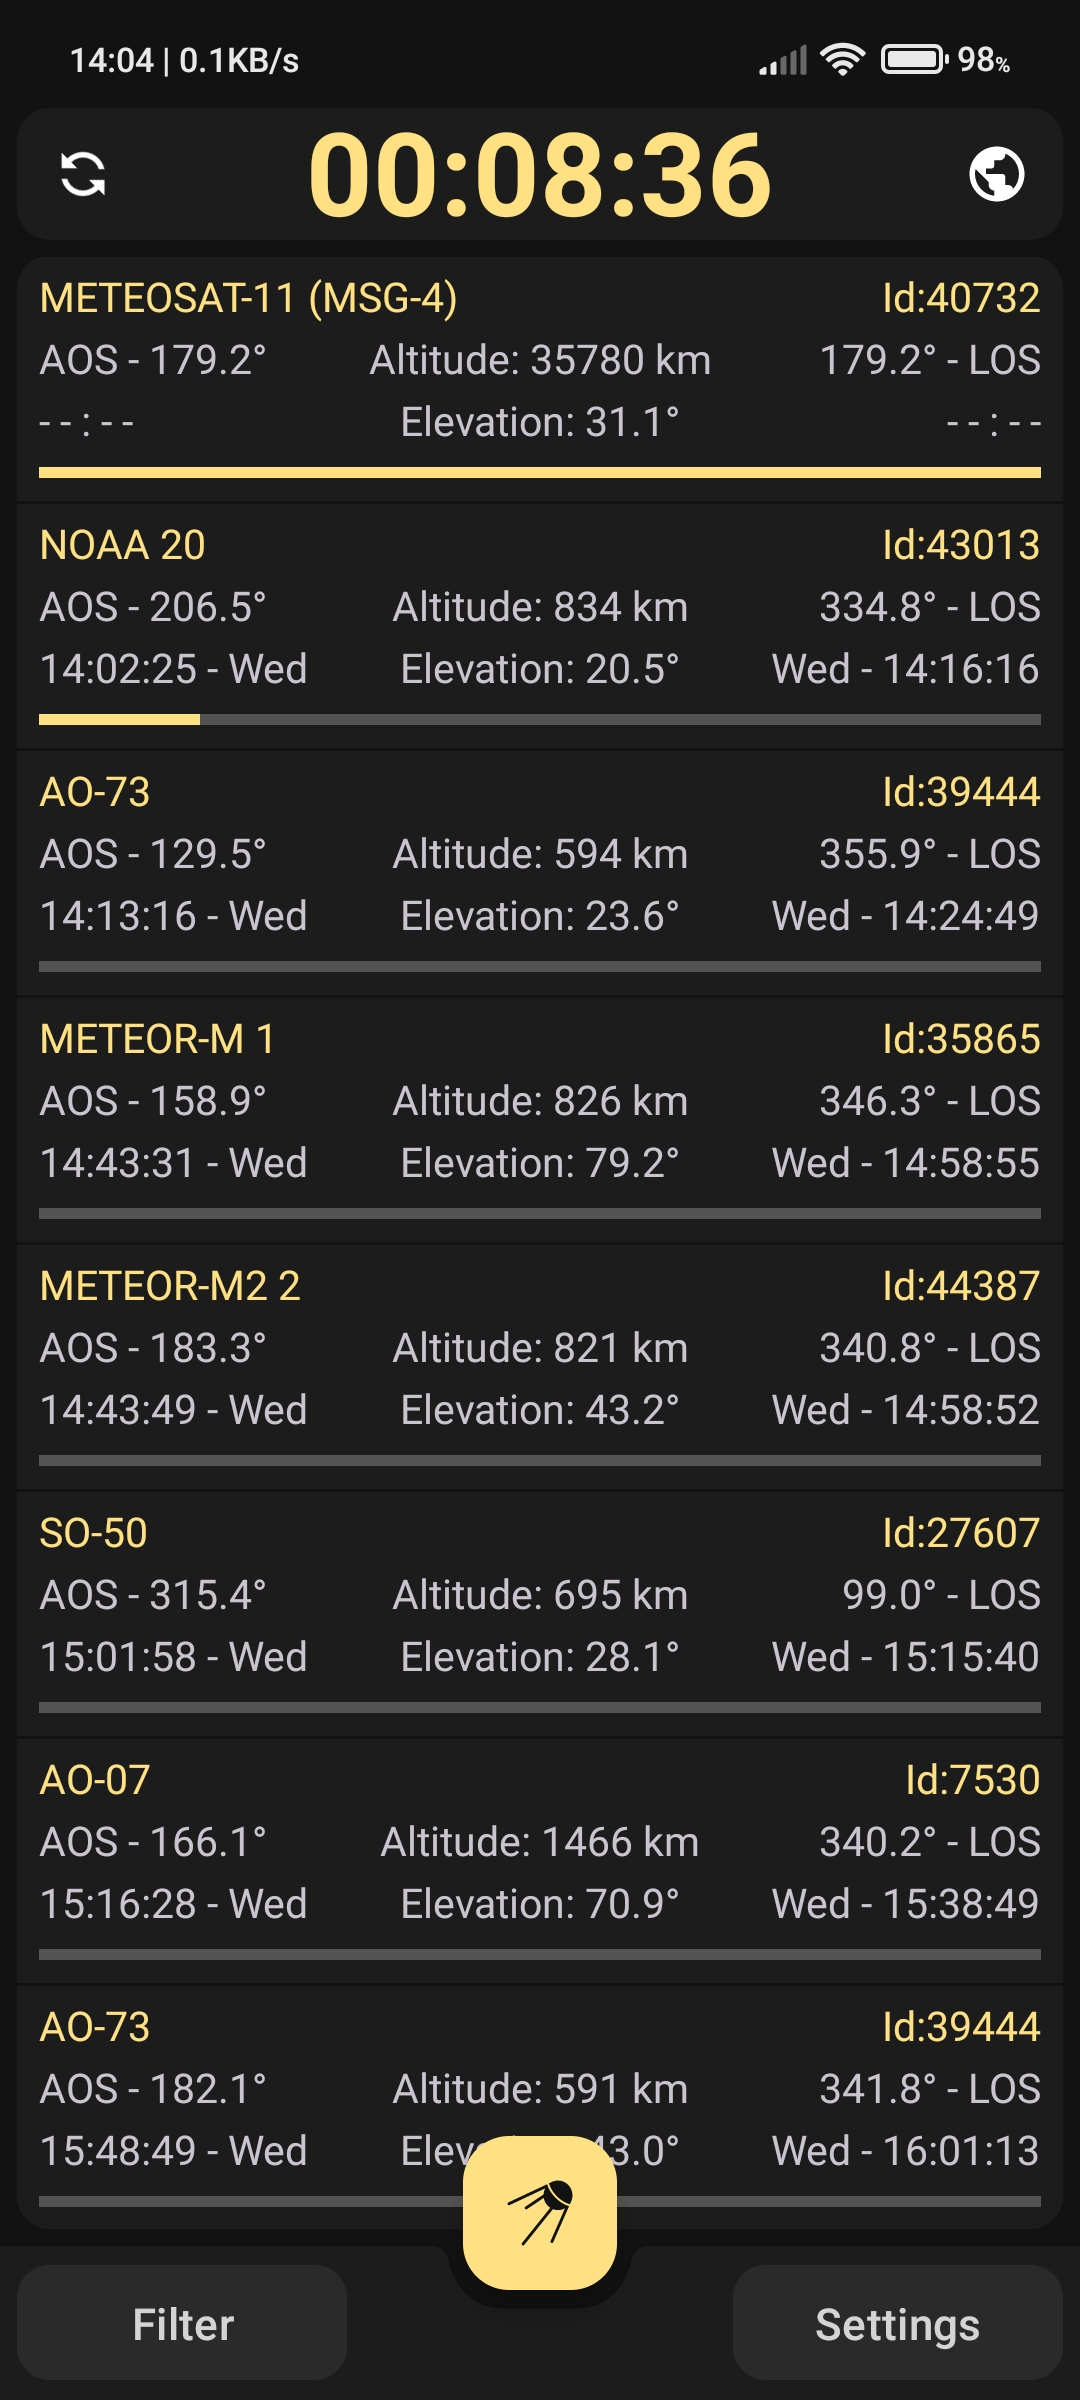 14:04 | 0.1KB/s 98%
00:08:36
METEOSAT-11 (MSG-4) Id:40732
AOS - 179.2° Altitude: 35780 km 179.2° - LOS
- - : - - Elevation: 31.1° - - : - -
NOAA 20 Id:43013
AOS - 206.5° Altitude: 834 km 334.8° - LOS
14:02:25 - Wed Elevation: 20.5° Wed - 14:16:16
AO-73 Id:39444
AOS - 129.5° Altitude: 594 km 355.9° - LOS
14:13:16 - Wed Elevation: 23.6° Wed - 14:24:49
METEOR-M 1 Id:35865
AOS - 158.9° Altitude: 826 km 346.3° - LOS
14:43:31 - Wed Elevation: 79.2° Wed - 14:58:55
METEOR-M2 2 Id:44387
AOS - 183.3° Altitude: 821 km 340.8° - LOS
14:43:49 - Wed Elevation: 43.2° Wed - 14:58:52
SO-50 Id:27607
AOS - 315.4° Altitude: 695 km 99.0° - LOS
15:01:58 - Wed Elevation: 28.1° Wed - 15:15:40
AO-07 Id:7530
AOS - 166.1° Altitude: 1466 km 340.2° - LOS
15:16:28 - Wed Elevation: 70.9° Wed - 15:38:49
AO-73 Id:39444
AOS - 182.1° Altitude: 591 km 341.8° - LOS
15:48:49 - Wed Wed - 16:01:13
Filter Settings